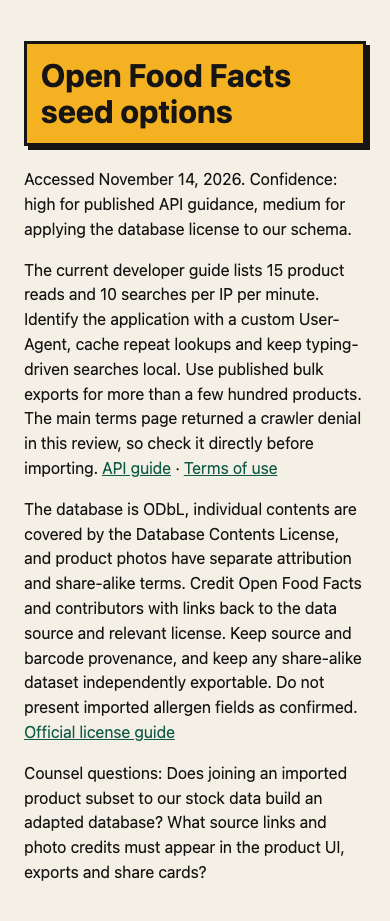 Open Food Facts
seed options
Accessed November 14, 2026. Confidence:
high for published API guidance, medium for
applying the database license to our schema.
The current developer guide lists 15 product
reads and 10 searches per IP per minute.
Identify the application with a custom User-
Agent, cache repeat lookups and keep typing-
driven searches local. Use published bulk
exports for more than a few hundred products.
The main terms page returned a crawler denial
in this review, so check it directly before
importing. API guide · Terms of use
The database is ODbL, individual contents are
covered by the Database Contents License,
and product photos have separate attribution
and share-alike terms. Credit Open Food Facts
and contributors with links back to the data
source and relevant license. Keep source and
barcode provenance, and keep any share-alike
dataset independently exportable. Do not
present imported allergen fields as confirmed.
Official license guide
Counsel questions: Does joining an imported
product subset to our stock data build an
adapted database? What source links and
photo credits must appear in the product UI,
exports and share cards?